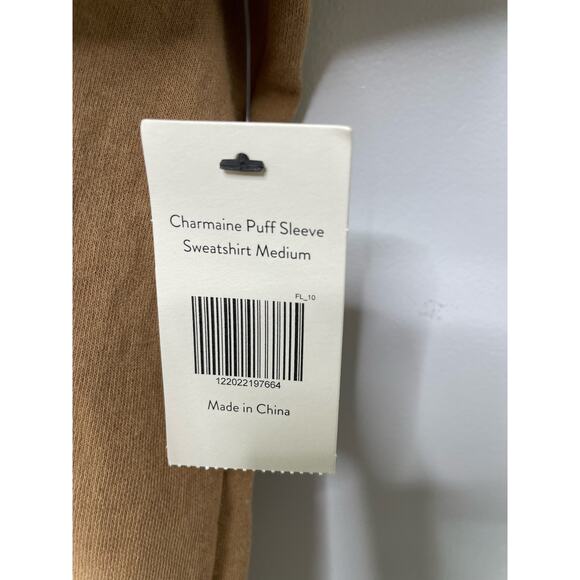 Charmaine Puff Sleeve
Sweatshirt Medium
FL_10
122022197664
Made in China